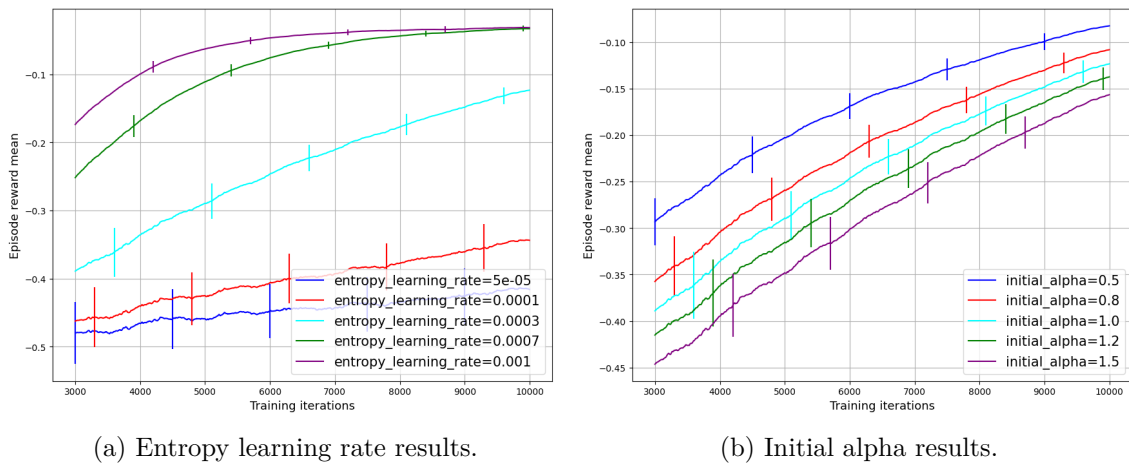 −0.1
−0.2
−0.3
−0.4
−0.5
Episode reward mean
3000 4000 5000 6000 7000 8000 9000 10000
Training iterations
entropy_learning_rate=5e-05
entropy_learning_rate=0.0001
entropy_learning_rate=0.0003
entropy_learning_rate=0.0007
entropy_learning_rate=0.001
(a) Entropy learning rate results.
−0.10
−0.15
−0.20
−0.25
−0.30
−0.35
−0.40
−0.45
Episode reward mean
3000 4000 5000 6000 7000 8000 9000 10000
Training iterations
initial_alpha=0.5
initial_alpha=0.8
initial_alpha=1.0
initial_alpha=1.2
initial_alpha=1.5
(b) Initial alpha results.